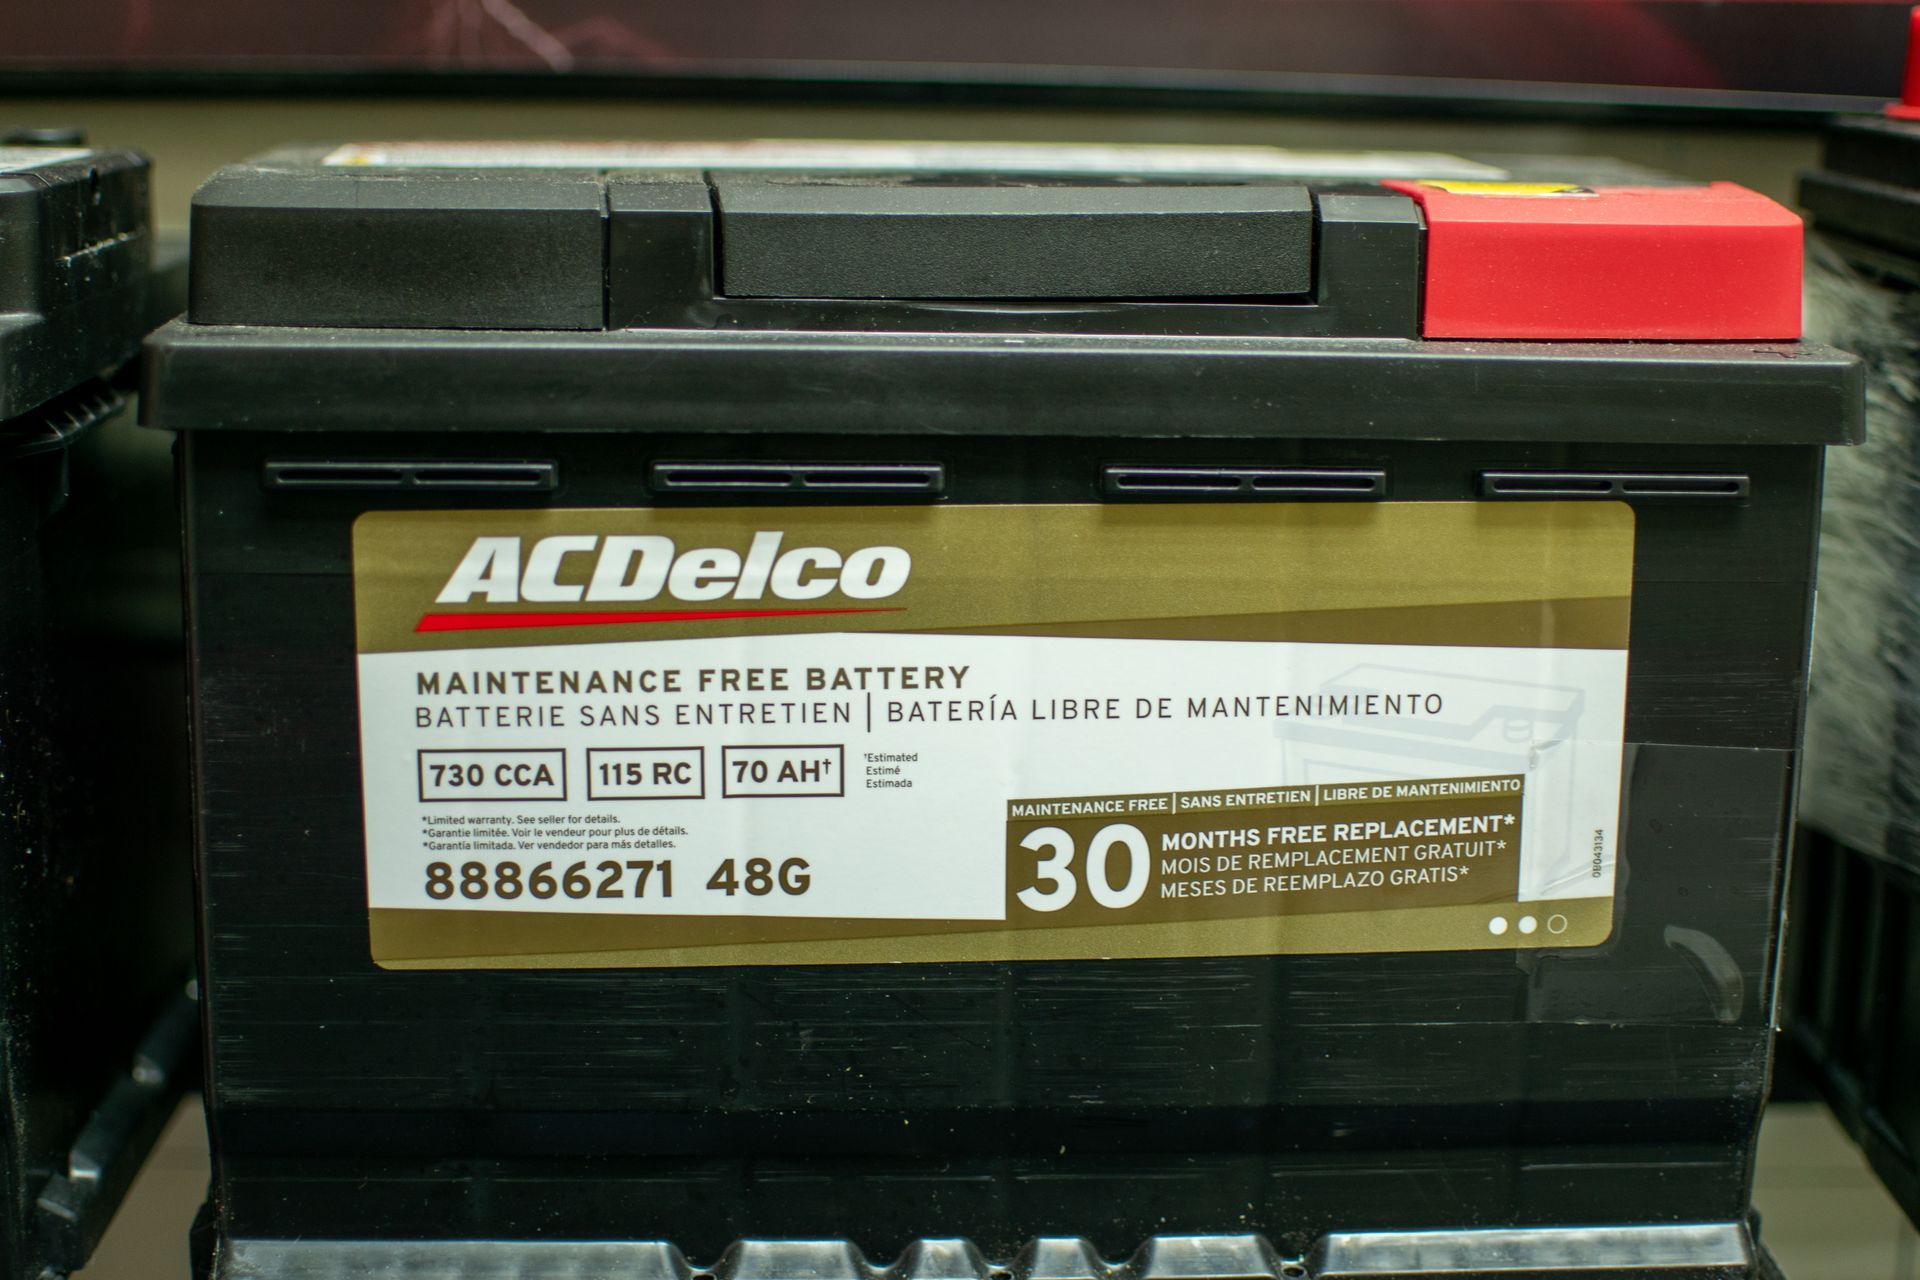 ACDelco
MAINTENANCE FREE BATTERY
BATTERIE SANS ENTRETIEN | BATERÍA LIBRE DE MANTENIMIENTO
730 CCA 115 RC 70 AH†
†Estimated
Estimé
Estimada
*Limited warranty. See seller for details.
*Garantie limitée. Voir le vendeur pour plus de détails.
*Garantía limitada. Ver vendedor para más detalles.
88866271 48G
MAINTENANCE FREE | SANS ENTRETIEN | LIBRE DE MANTENIMIENTO
30 MONTHS FREE REPLACEMENT*
MOIS DE REMPLACEMENT GRATUIT*
MESES DE REEMPLAZO GRATIS*
08043134